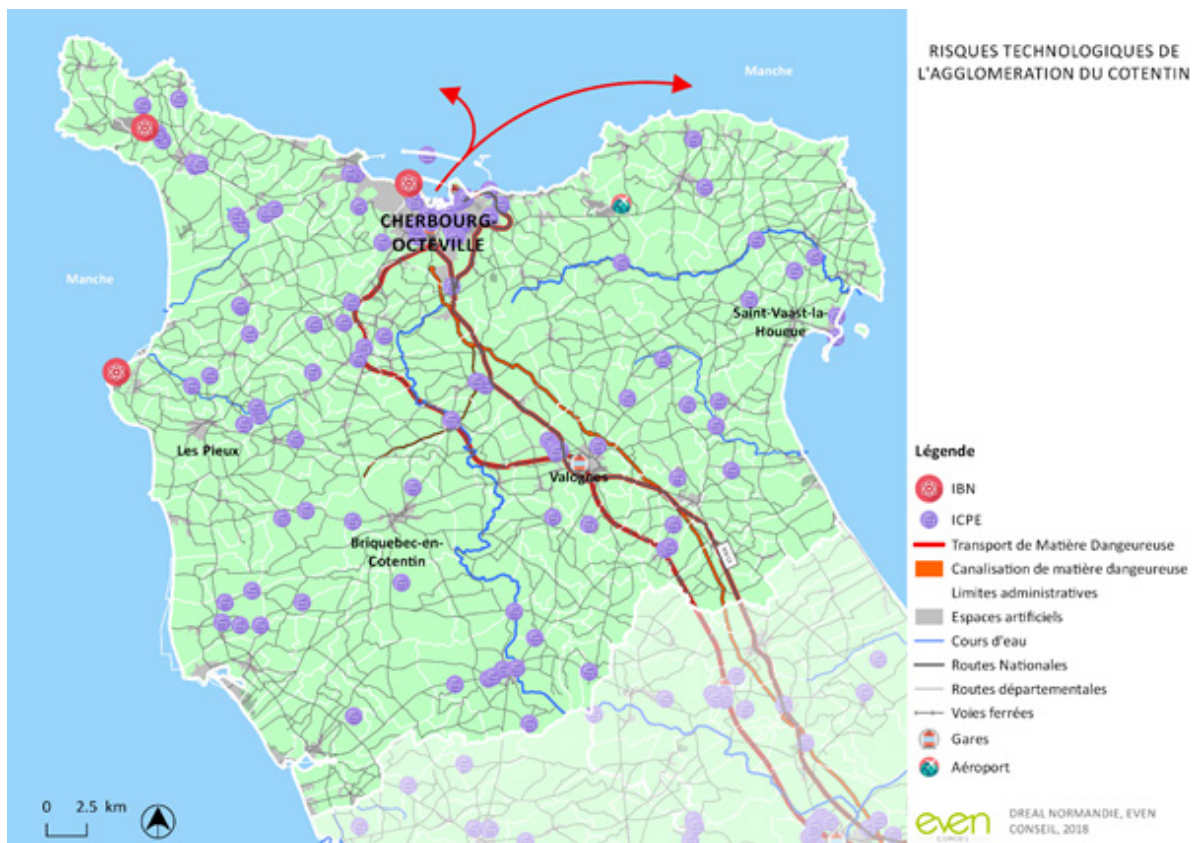 RISQUES TECHNOLOGIQUES DE
L'AGGLOMERATION DU COTENTIN
Manche
CHERBOURG-
OCTEVILLE
Manche
Saint-Vaast-la-
Hougue
Les Pieux
Valognes
Briquebec-en-
Cotentin
0 2.5 km
Légende
IBN
ICPE
Transport de Matière Dangeureuse
Canalisation de matière dangeureuse
Limites administratives
Espaces artificiels
Cours d'eau
Routes Nationales
Routes départementales
Voies ferrées
Gares
Aéroport
even
CONSEIL
DREAL NORMANDIE, EVEN
CONSEIL, 2018